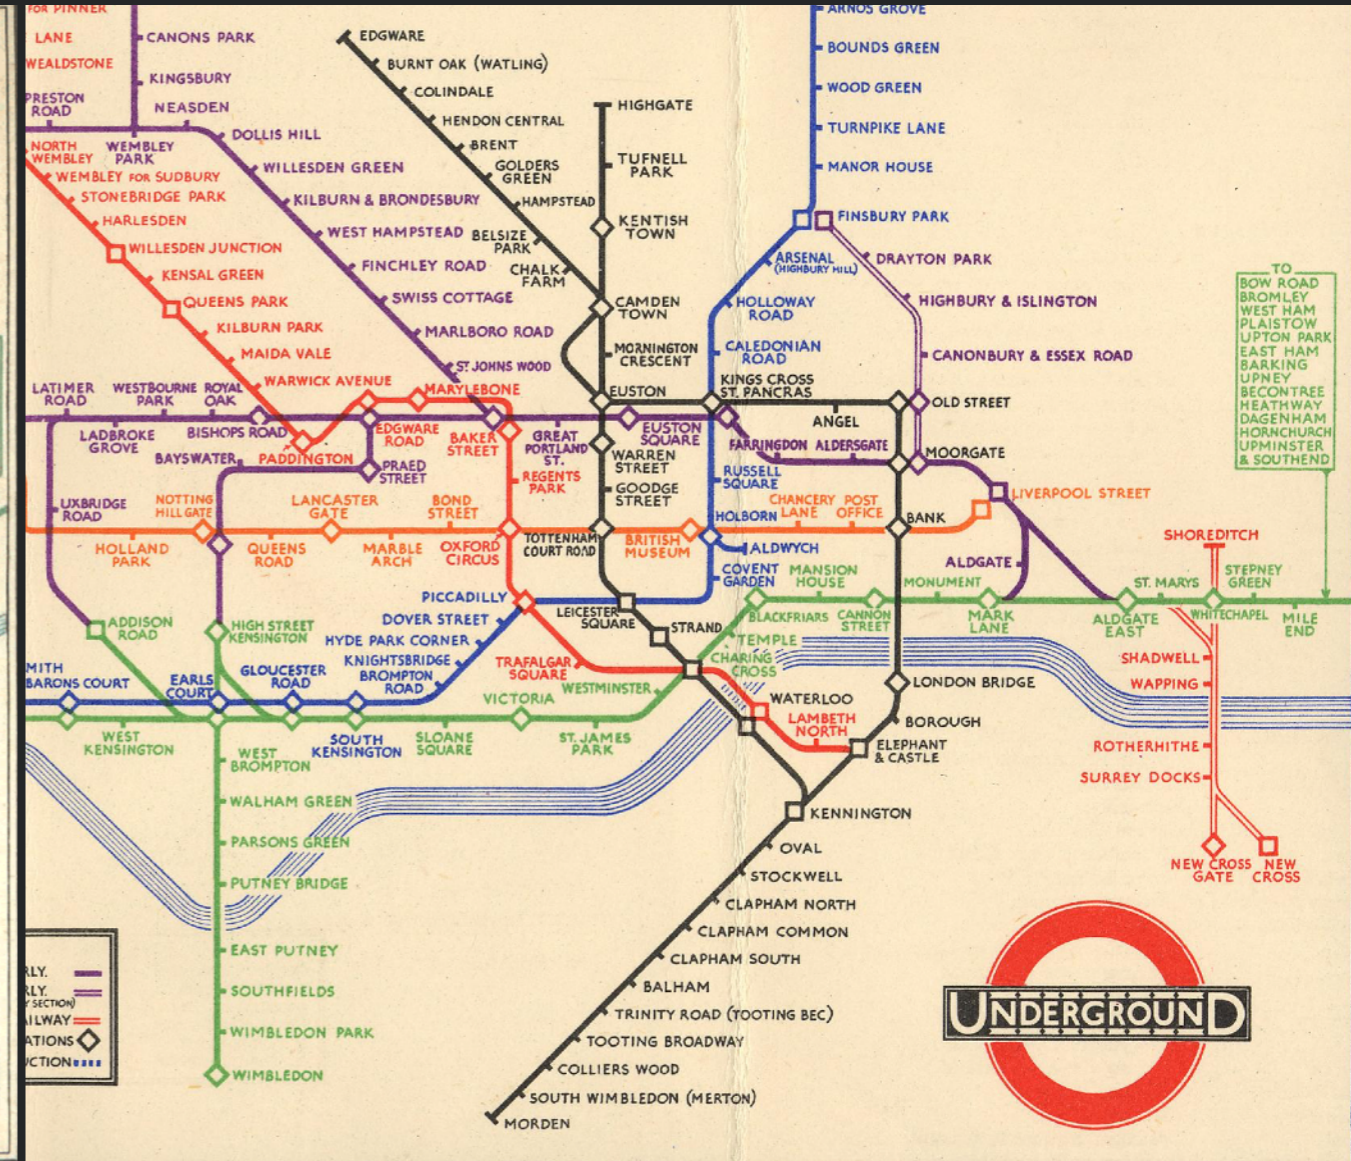 FOR PINNER
LANE
WEALDSTONE
PRESTON
ROAD
NORTH
WEMBLEY
WEMBLEY FOR SUDBURY
STONEBRIDGE PARK
HARLESDEN
WILLESDEN JUNCTION
KENSAL GREEN
QUEENS PARK
KILBURN PARK
MAIDA VALE
WARWICK AVENUE
MARYLEBONE
PADDINGTON
CANONS PARK
KINGSBURY
NEASDEN
WEMBLEY
PARK
DOLLIS HILL
WILLESDEN GREEN
KILBURN & BRONDESBURY
WEST HAMPSTEAD
FINCHLEY ROAD
SWISS COTTAGE
MARLBORO ROAD
ST. JOHNS WOOD
EDGWARE
BURNT OAK (WATLING)
COLINDALE
HENDON CENTRAL
BRENT
GOLDERS
GREEN
HAMPSTEAD
BELSIZE
PARK
CHALK
FARM
HIGHGATE
TUFNELL
PARK
KENTISH
TOWN
CAMDEN
TOWN
MORNINGTON
CRESCENT
EUSTON
ARNOS GROVE
BOUNDS GREEN
WOOD GREEN
TURNPIKE LANE
MANOR HOUSE
FINSBURY PARK
ARSENAL
(HIGHBURY HILL)
HOLLOWAY
ROAD
CALEDONIAN
ROAD
KINGS CROSS
ST. PANCRAS
DRAYTON PARK
HIGHBURY & ISLINGTON
CANONBURY & ESSEX ROAD
OLD STREET
ANGEL
MOORGATE
TO
BOW ROAD
BROMLEY
WEST HAM
PLAISTOW
UPTON PARK
EAST HAM
BARKING
UPNEY
BECONTREE
HEATHWAY
DAGENHAM
HORNCHURCH
UPMINSTER
& SOUTHEND
LATIMER
ROAD
WESTBOURNE
PARK
ROYAL
OAK
LADBROKE
GROVE
BISHOPS ROAD
EDGWARE
ROAD
BAKER
STREET
GREAT
PORTLAND
ST.
EUSTON
SQUARE
FARRINGDON
ALDERSGATE
BAYSWATER
PRAED
STREET
REGENTS
PARK
WARREN
STREET
GOODGE
STREET
RUSSELL
SQUARE
UXBRIDGE
ROAD
NOTTING
HILL GATE
LANCASTER
GATE
BOND
STREET
HOLLAND
PARK
QUEENS
ROAD
MARBLE
ARCH
OXFORD
CIRCUS
TOTTENHAM
COURT ROAD
BRITISH
MUSEUM
HOLBORN
CHANCERY
LANE
POST
OFFICE
BANK
LIVERPOOL STREET
ALDWYCH
COVENT
GARDEN
ALDGATE
SHOREDITCH
MANSION
HOUSE
MONUMENT
BLACKFRIARS
CANNON
STREET
MARK
LANE
ALDGATE
EAST
ST. MARYS
STEPNEY
GREEN
WHITECHAPEL
MILE
END
PICCADILLY
DOVER STREET
HYDE PARK CORNER
KNIGHTSBRIDGE
BROMPTON
ROAD
LEICESTER
SQUARE
STRAND
TEMPLE
CHARING
CROSS
TRAFALGAR
SQUARE
WESTMINSTER
ADDISON
ROAD
HIGH STREET
KENSINGTON
MITH
BARONS COURT
EARLS
COURT
GLOUCESTER
ROAD
VICTORIA
WEST
KENSINGTON
SOUTH
KENSINGTON
SLOANE
SQUARE
ST. JAMES
PARK
WATERLOO
LAMBETH
NORTH
LONDON BRIDGE
BOROUGH
ELEPHANT
& CASTLE
KENNINGTON
OVAL
STOCKWELL
CLAPHAM NORTH
CLAPHAM COMMON
CLAPHAM SOUTH
BALHAM
TRINITY ROAD (TOOTING BEC)
TOOTING BROADWAY
COLLIERS WOOD
SOUTH WIMBLEDON (MERTON)
MORDEN
WEST
BROMPTON
WALHAM GREEN
PARSONS GREEN
PUTNEY BRIDGE
EAST PUTNEY
SOUTHFIELDS
WIMBLEDON PARK
WIMBLEDON
SHADWELL
WAPPING
ROTHERHITHE
SURREY DOCKS
NEW CROSS
GATE
NEW
CROSS
RLY.
RLY.
Y SECTION)
AILWAY
ATIONS
UCTION
UNDERGROUND